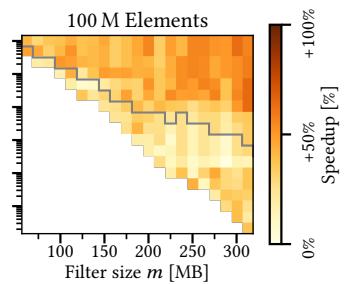 100 M Elements
+100%
+50%
0%
Speedup [%]
100 150 200 250 300
Filter size m [MB]